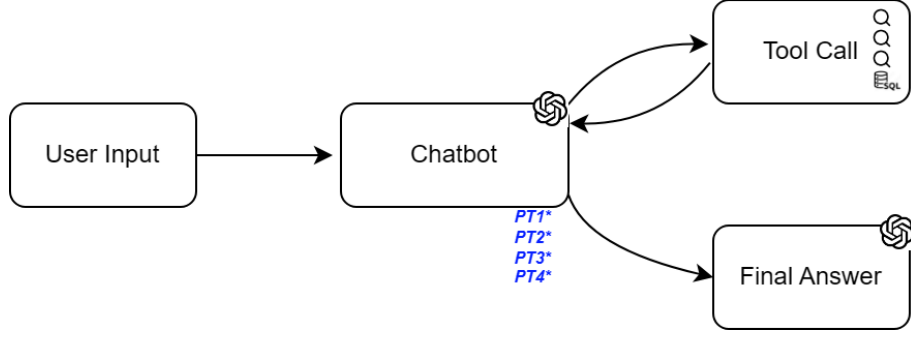 User Input
Chatbot
PT1*
PT2*
PT3*
PT4*
Tool Call
SQL
Final Answer